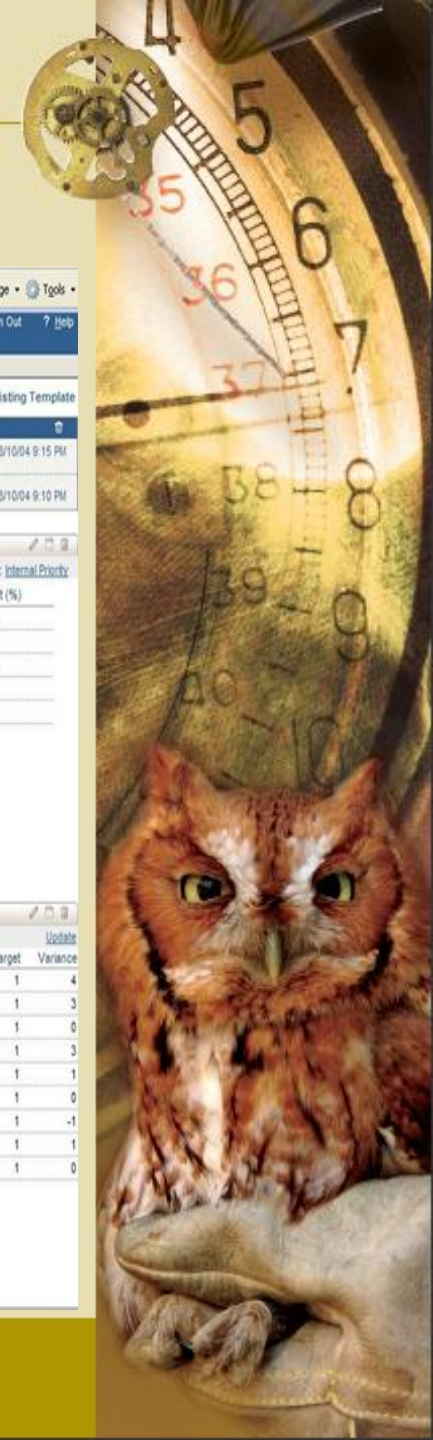 4
5
35
6
36
7
37
38
8
39
9
40
10
ge Tools
n Out ? Help
isting Template
8/10/04 9:15 PM
8/10/04 9:10 PM
: Internal Priority
t (%)
Update
arget Variance
1 4
1 3
1 0
1 3
1 1
1 0
1 -1
1 1
1 0